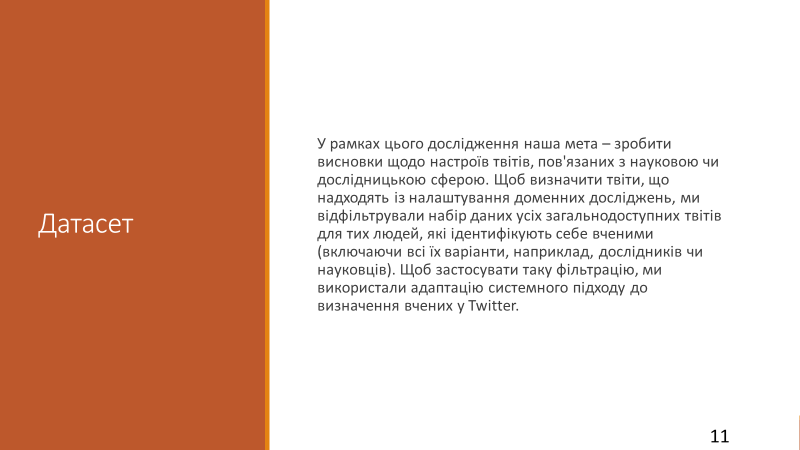 Датасет
У рамках цього дослідження наша мета – зробити
висновки щодо настроїв твітів, пов'язаних з науковою чи
дослідницькою сферою. Щоб визначити твіти, що
надходять із налаштування доменних досліджень, ми
відфільтрували набір даних усіх загальнодоступних твітів
для тих людей, які ідентифікують себе вченими
(включаючи всі їх варіанти, наприклад, дослідників чи
науковців). Щоб застосувати таку фільтрацію, ми
використали адаптацію системного підходу до
визначення вчених у Twitter.
11